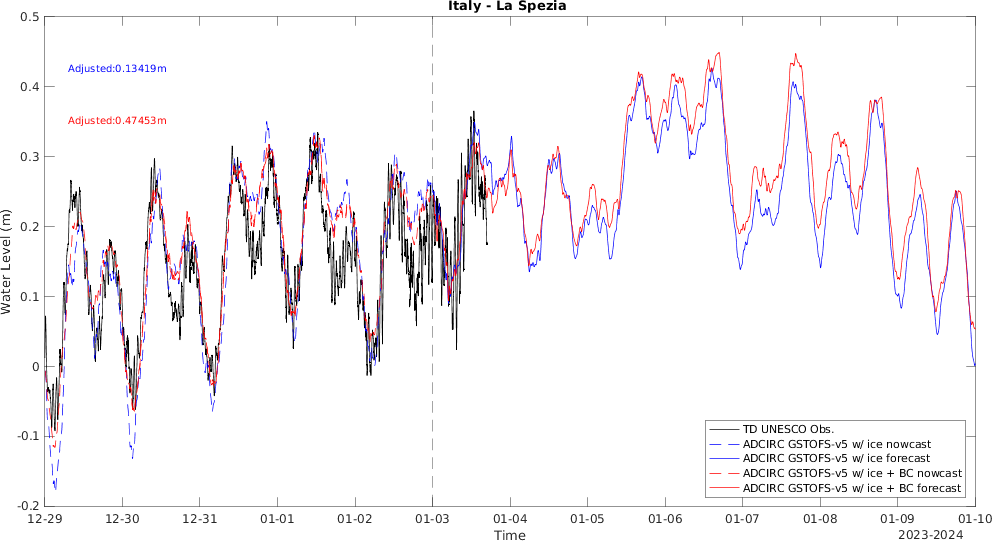 Italy - La Spezia
0.5
0.4
0.3
0.2
0.1
0
-0.1
-0.2
Water Level (m)
Adjusted:0.13419m
Adjusted:0.47453m
TD UNESCO Obs.
ADCIRC GSTOFS-v5 w/ ice nowcast
ADCIRC GSTOFS-v5 w/ ice forecast
ADCIRC GSTOFS-v5 w/ ice + BC nowcast
ADCIRC GSTOFS-v5 w/ ice + BC forecast
12-29 12-30 12-31 01-01 01-02 01-03 01-04 01-05 01-06 01-07 01-08 01-09 01-10
Time
2023-2024